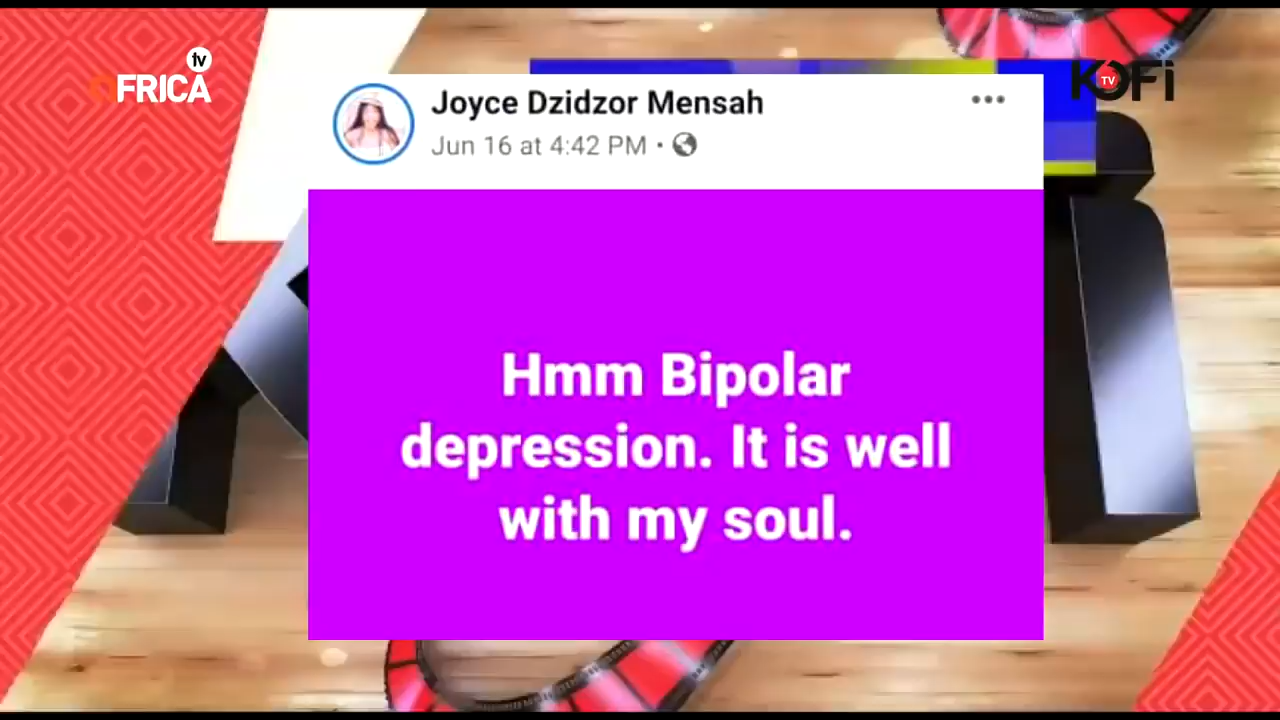 tv
AFRICA
KOFI
TV
Joyce Dzidzor Mensah
Jun 16 at 4:42 PM •
Hmm Bipolar
depression. It is well
with my soul.